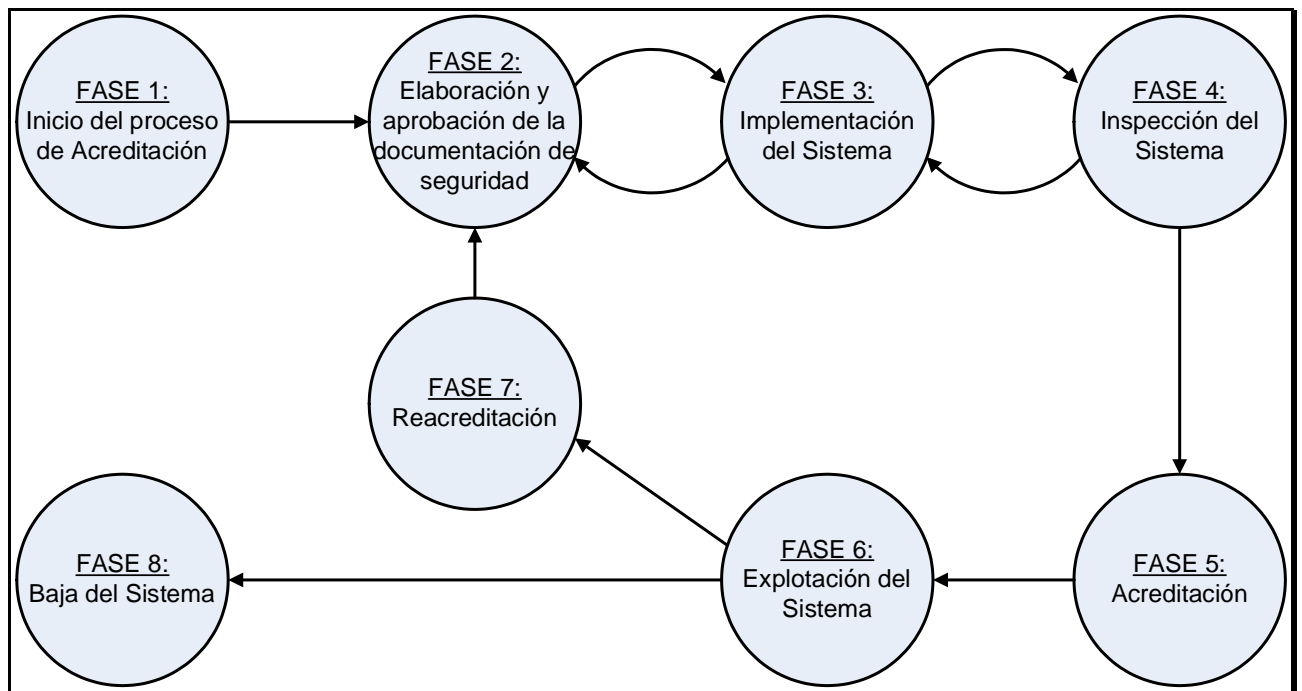 FASE 1:
Inicio del proceso
de Acreditación
FASE 2:
Elaboración y
aprobación de la
documentación de
seguridad
FASE 3:
Implementación
del Sistema
FASE 4:
Inspección del
Sistema
FASE 7:
Reacreditación
FASE 8:
Baja del Sistema
FASE 6:
Explotación del
Sistema
FASE 5:
Acreditación